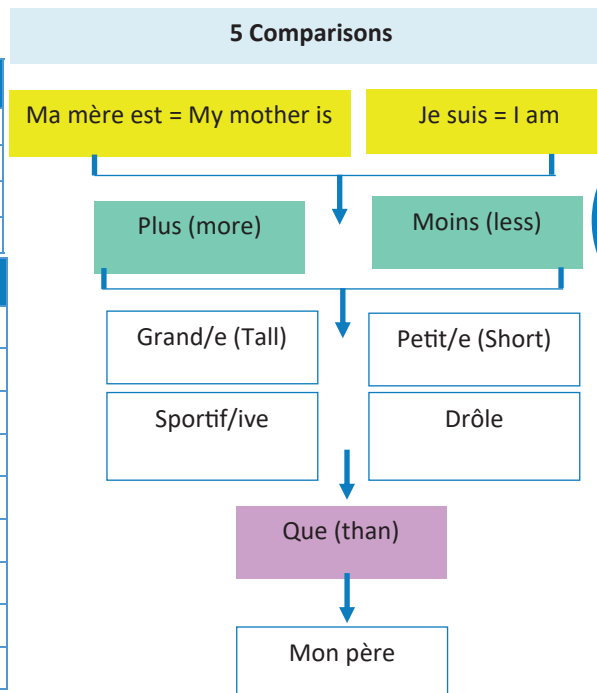 5 Comparisons
Ma mère est = My mother is
Je suis = I am
Plus (more)
Moins (less)
Grand/e (Tall)
Petit/e (Short)
Sportif/ive
Drôle
Que (than)
Mon père